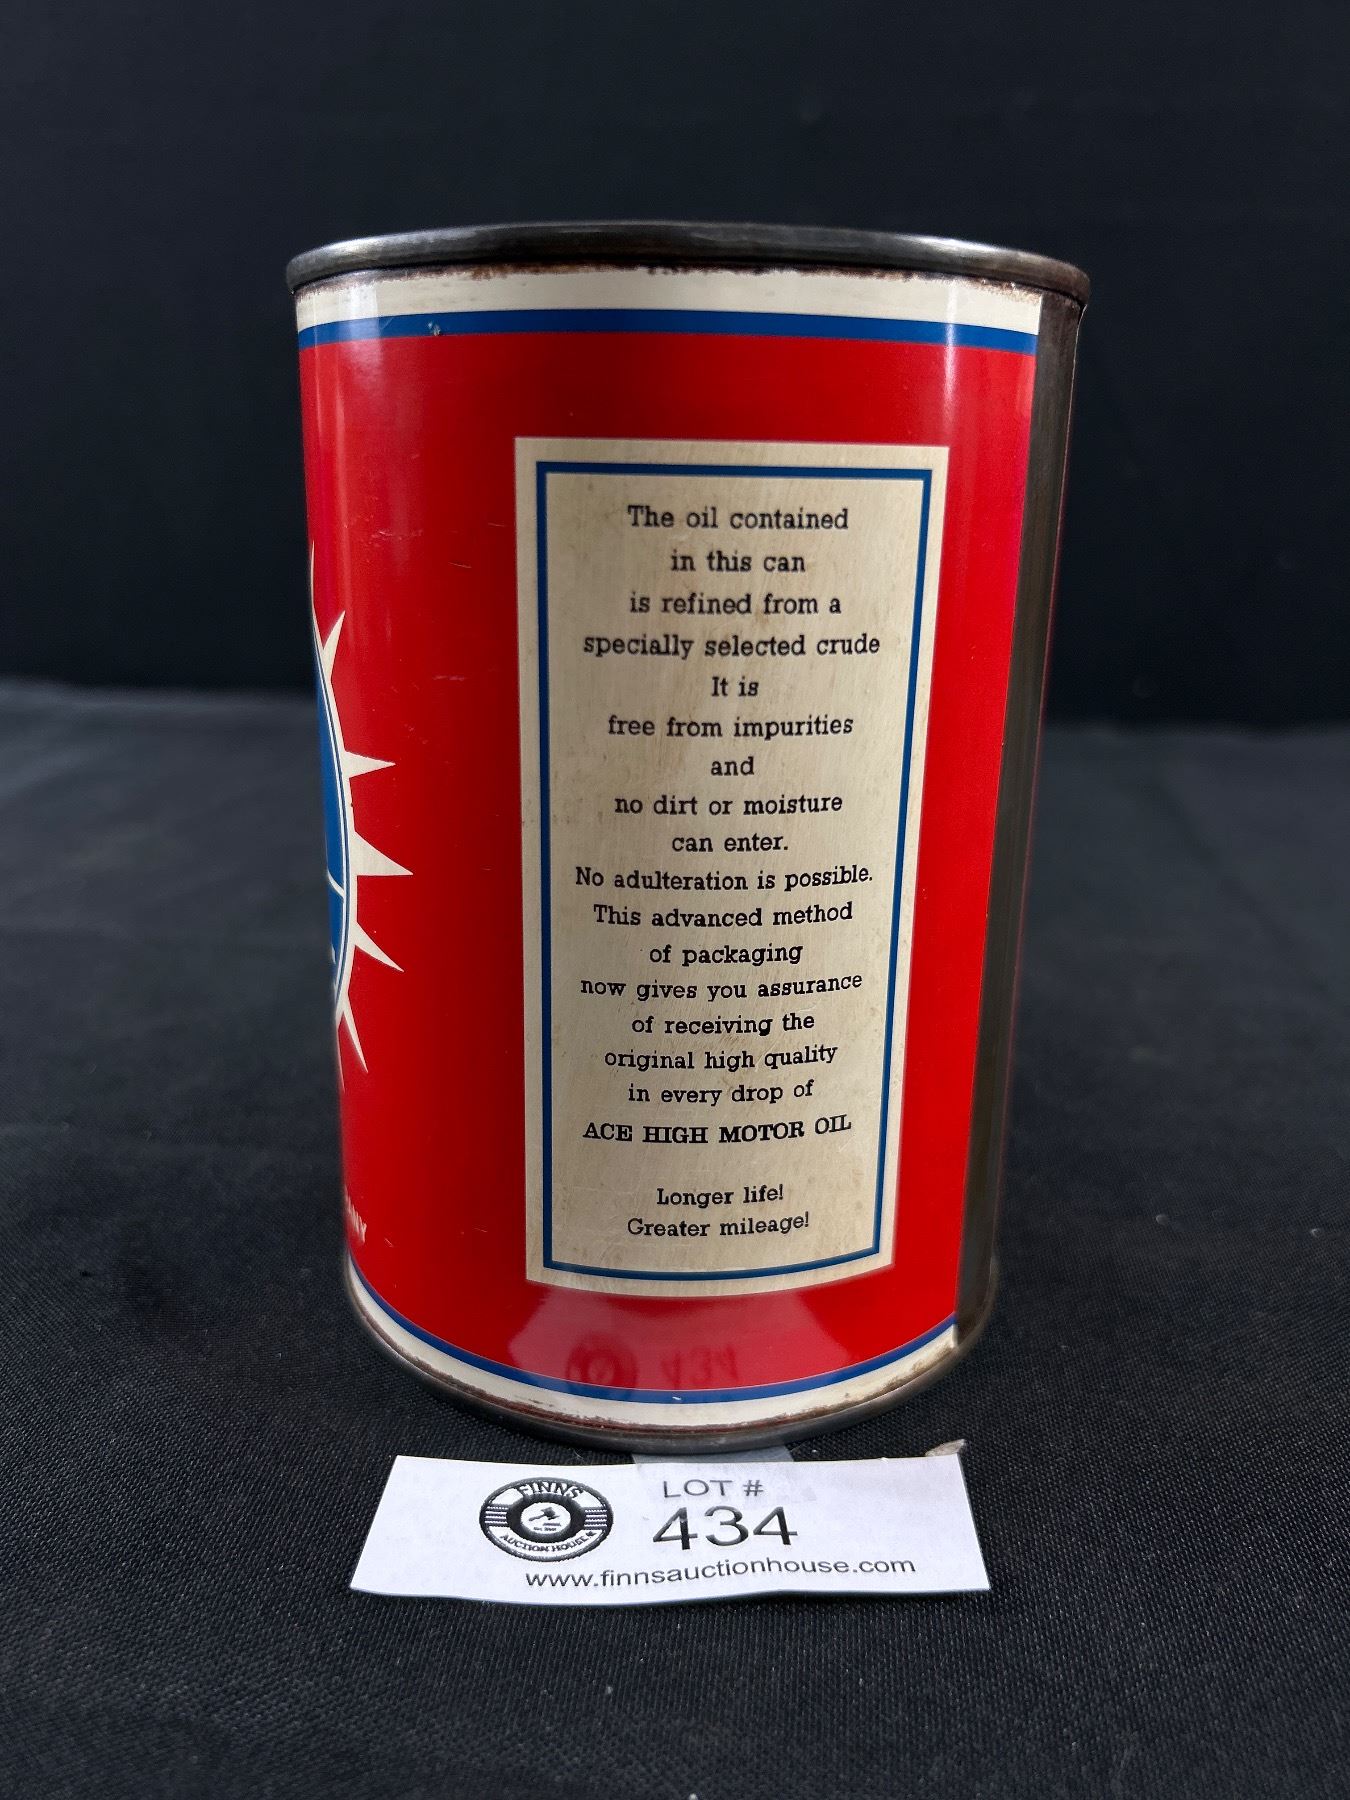 The oil contained
in this can
is refined from a
specially selected crude
It is
free from impurities
and
no dirt or moisture
can enter.
No adulteration is possible.
This advanced method
of packaging
now gives you assurance
of receiving the
original high quality
in every drop of
ACE HIGH MOTOR OIL
Longer life!
Greater mileage!
ANY
434
FINNS
AUCTION HOUSE
LOT #
434
www.finnsauctionhouse.com